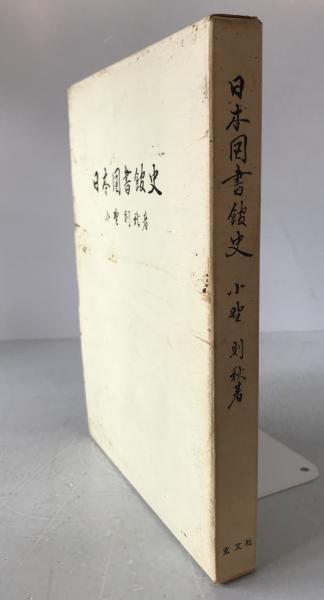 日本図書館史
小野則秋著
日本図書館史
小野 則秋著
玄文社